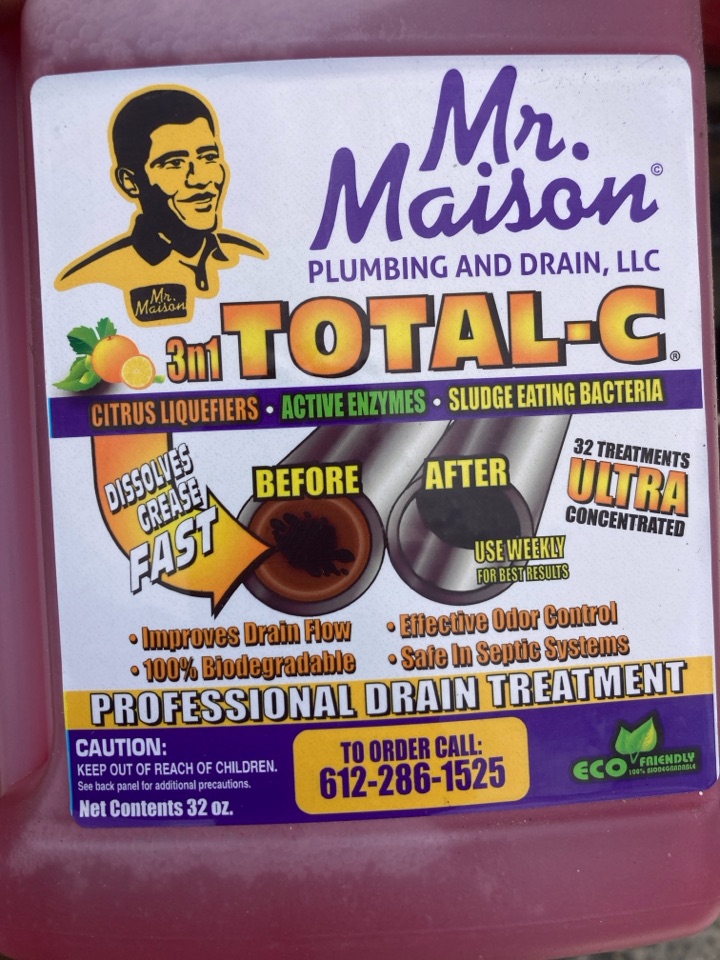 Mr.
Maison©
PLUMBING AND DRAIN, LLC
Mr.
Maison
3n1 TOTAL-C®
CITRUS LIQUEFIERS • ACTIVE ENZYMES • SLUDGE EATING BACTERIA
DISSOLVES
GREASE
FAST
BEFORE
AFTER
USE WEEKLY
FOR BEST RESULTS
32 TREATMENTS
ULTRA
CONCENTRATED
• Improves Drain Flow
• 100% Biodegradable
• Effective Odor Control
• Safe In Septic Systems
PROFESSIONAL DRAIN TREATMENT
CAUTION:
KEEP OUT OF REACH OF CHILDREN.
See back panel for additional precautions.
Net Contents 32 oz.
TO ORDER CALL:
612-286-1525
ECO FRIENDLY
100% BIODEGRADABLE